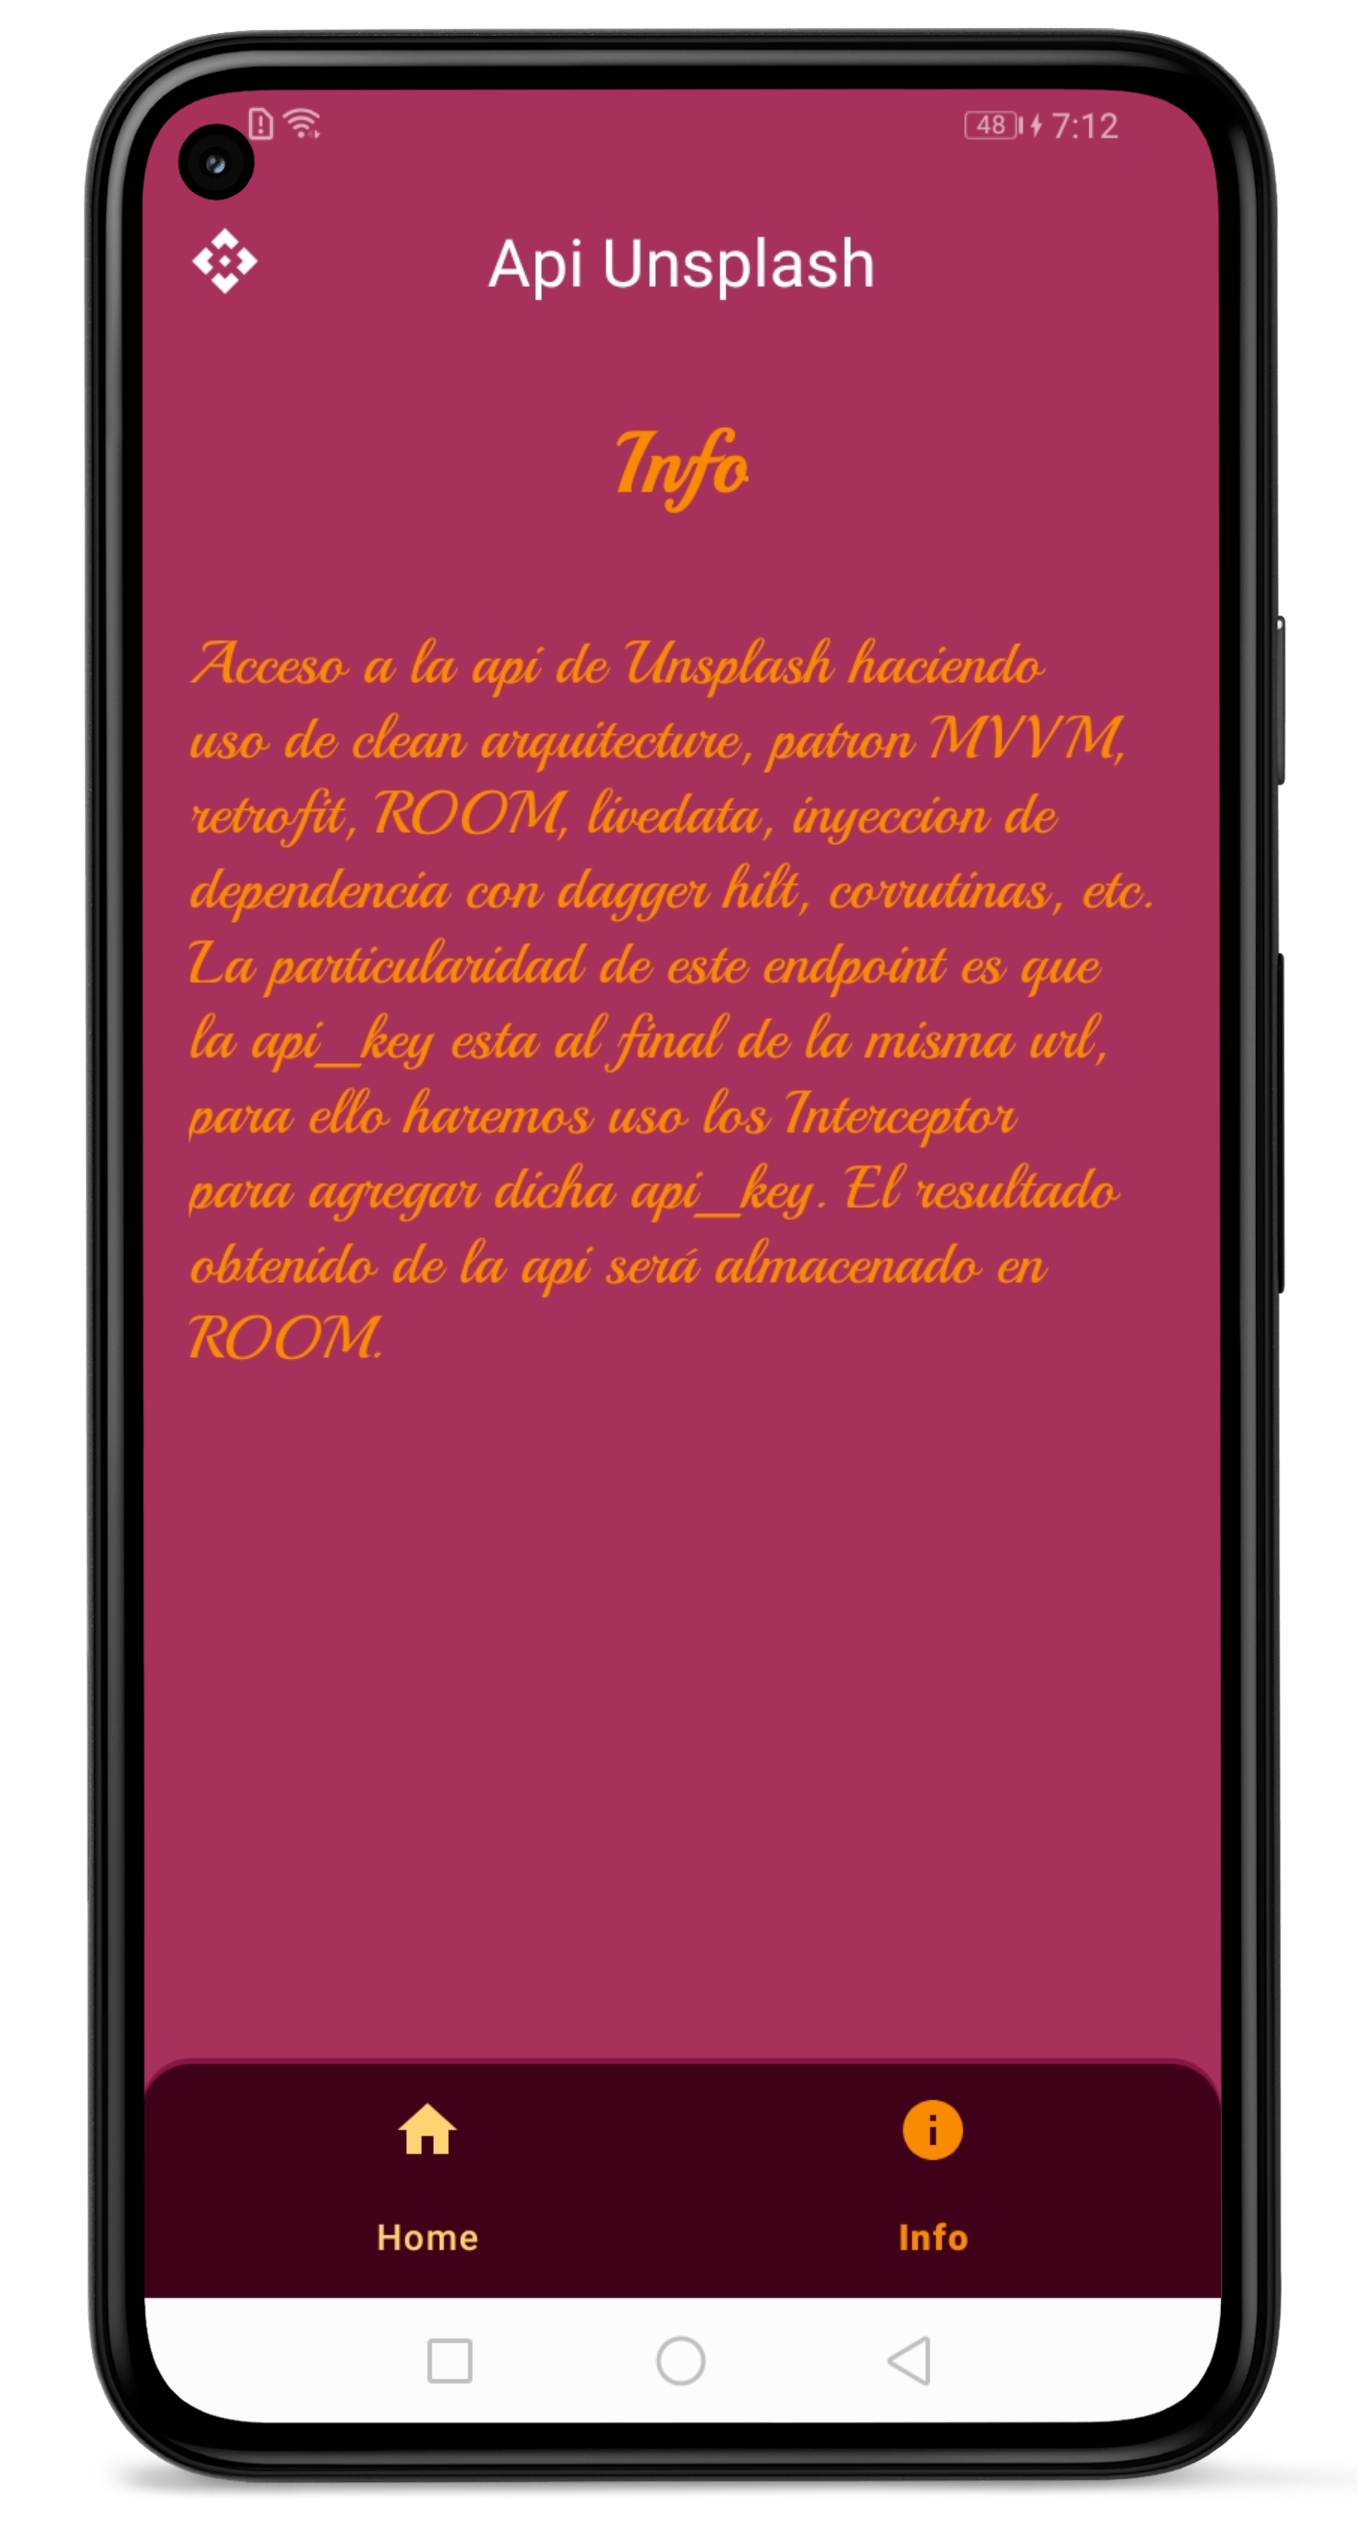 48 7:12
Api Unsplash
Info
Acceso a la api de Unsplash haciendo
uso de clean arquitecture, patron MVVM,
retrofit, ROOM, livedata, inyeccion de
dependencia con dagger hilt, corrutinas, etc.
La particularidad de este endpoint es que
la api_key esta al final de la misma url,
para ello haremos uso los Interceptor
para agregar dicha api_key. El resultado
obtenido de la api será almacenado en
ROOM.
Home
Info